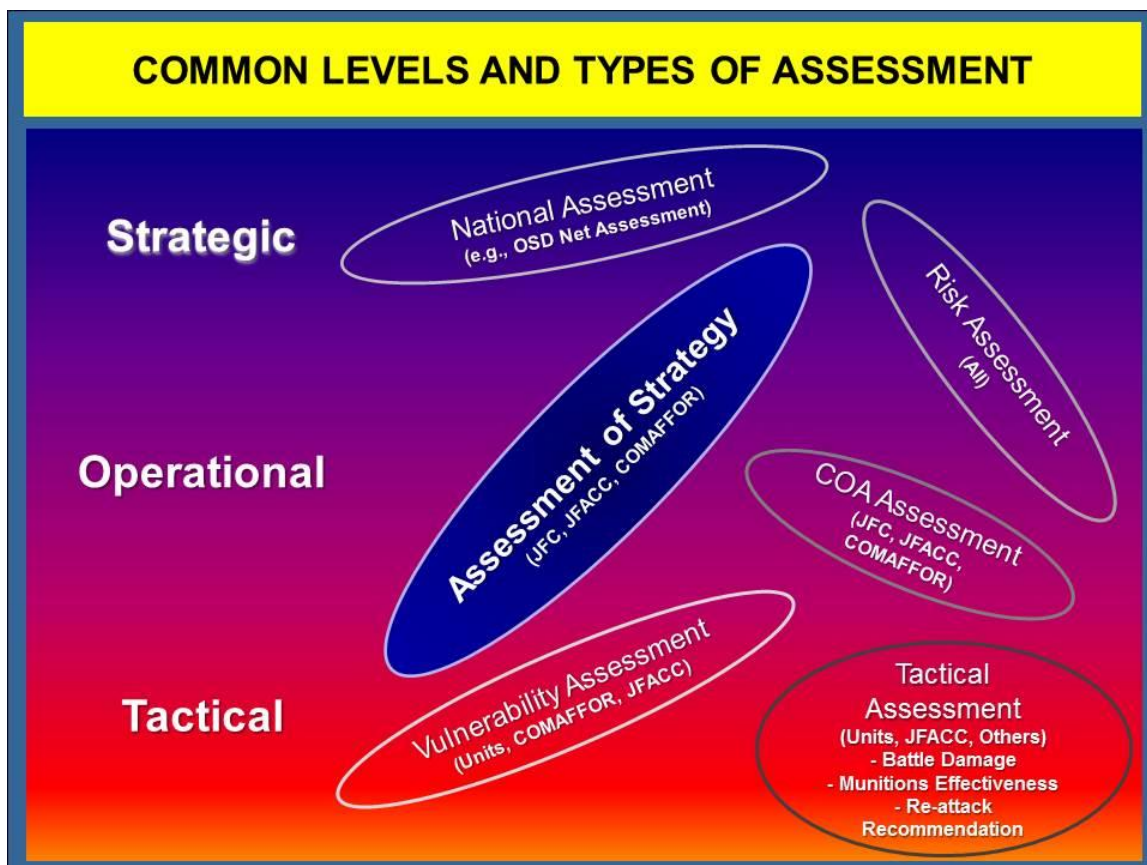 COMMON LEVELS AND TYPES OF ASSESSMENT
Strategic
National Assessment
(e.g., OSD Net Assessment)
Risk Assessment
(All)
Assessment of Strategy
(JFC, JFACC, COMAFFOR)
Operational
COA Assessment
(JFC, JFACC,
COMAFFOR)
Tactical
Vulnerability Assessment
(Units, COMAFFOR, JFACC)
Tactical
Assessment
(Units, JFACC, Others)
- Battle Damage
- Munitions Effectiveness
- Re-attack
Recommendation